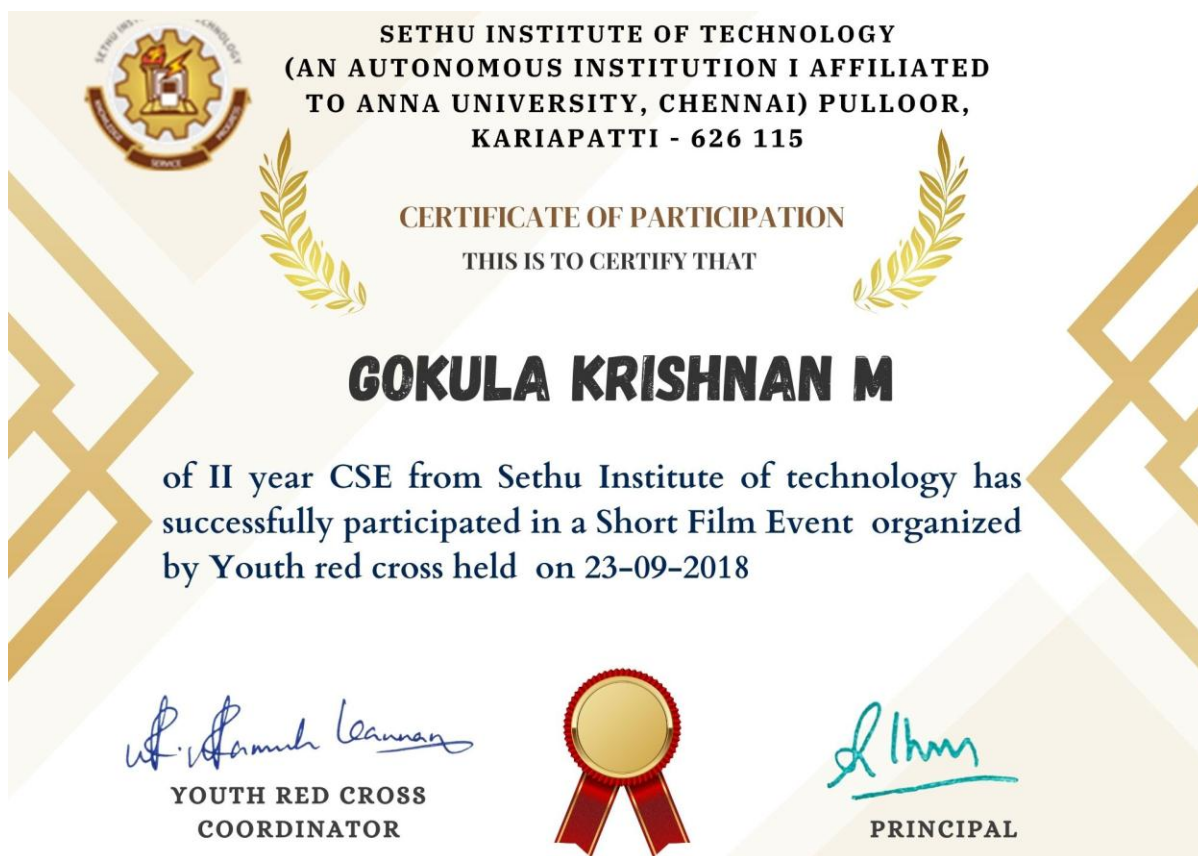 SETHU INSTITUTE OF TECHNOLOGY
(AN AUTONOMOUS INSTITUTION I AFFILIATED
TO ANNA UNIVERSITY, CHENNAI) PULLOOR,
KARIAPATTI - 626 115
KNOWLEDGE
SERVICE
PROGRESS
CERTIFICATE OF PARTICIPATION
THIS IS TO CERTIFY THAT
GOKULA KRISHNAN M
of II year CSE from Sethu Institute of technology has
successfully participated in a Short Film Event organized
by Youth red cross held on 23-09-2018
YOUTH RED CROSS
COORDINATOR
PRINCIPAL